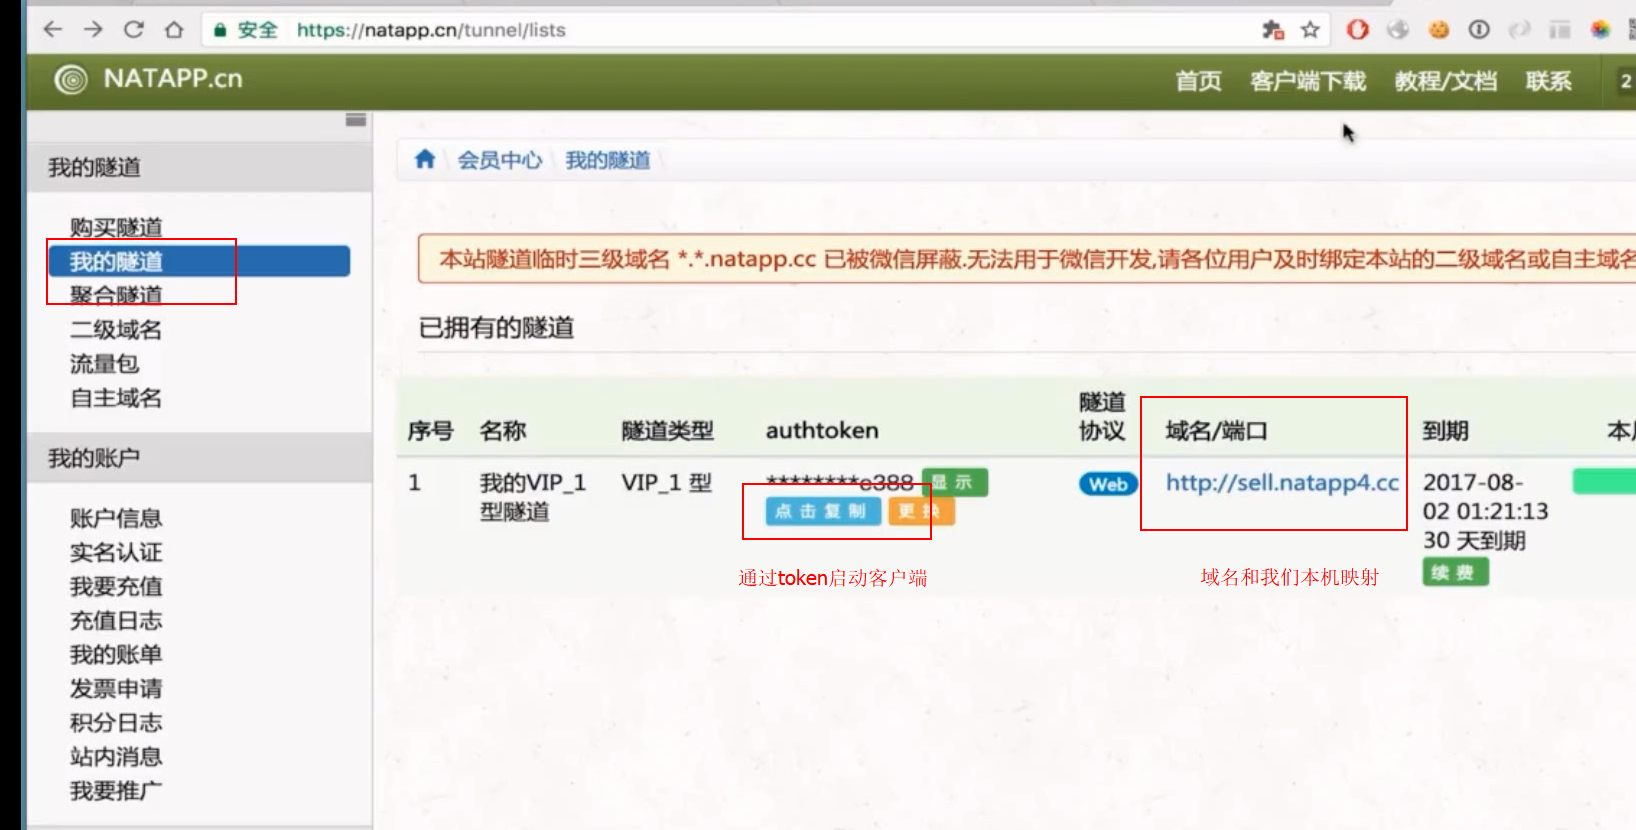 安全 https://natapp.cn/tunnel/lists
NATAPP.cn
首页 客户端下载 教程/文档 联系 2
我的隧道
购买隧道
我的隧道
聚合隧道
二级域名
流量包
自主域名
我的账户
账户信息
实名认证
我要充值
充值日志
我的账单
发票申请
积分日志
站内消息
我要推广
会员中心 \ 我的隧道 \
本站隧道临时三级域名 *.*.natapp.cc 已被微信屏蔽.无法用于微信开发,请各位用户及时绑定本站的二级域名或自主域名
已拥有的隧道
序号 名称 隧道类型 authtoken 隧道协议 域名/端口 到期
1 我的VIP_1 VIP_1 型 ********e388 显示 Web http://sell.natapp4.cc 2017-08-
型隧道 点击复制 更换 02 01:21:13
30 天到期
续费
通过token启动客户端
域名和我们本机映射